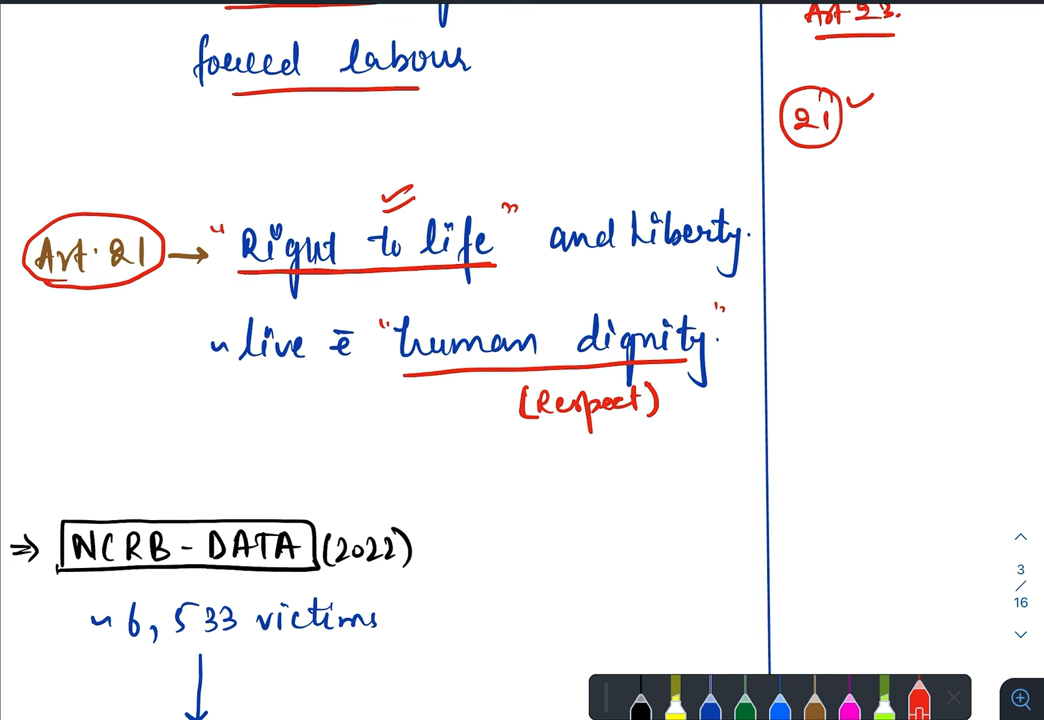 forced labour
Art 23.
21
Art. 21 → "Right to life" and Liberty.
live c̄ "human dignity."
(Respect)
⇒ NCRB - DATA (2022)
~ 6,533 victims
↓
3
/
16